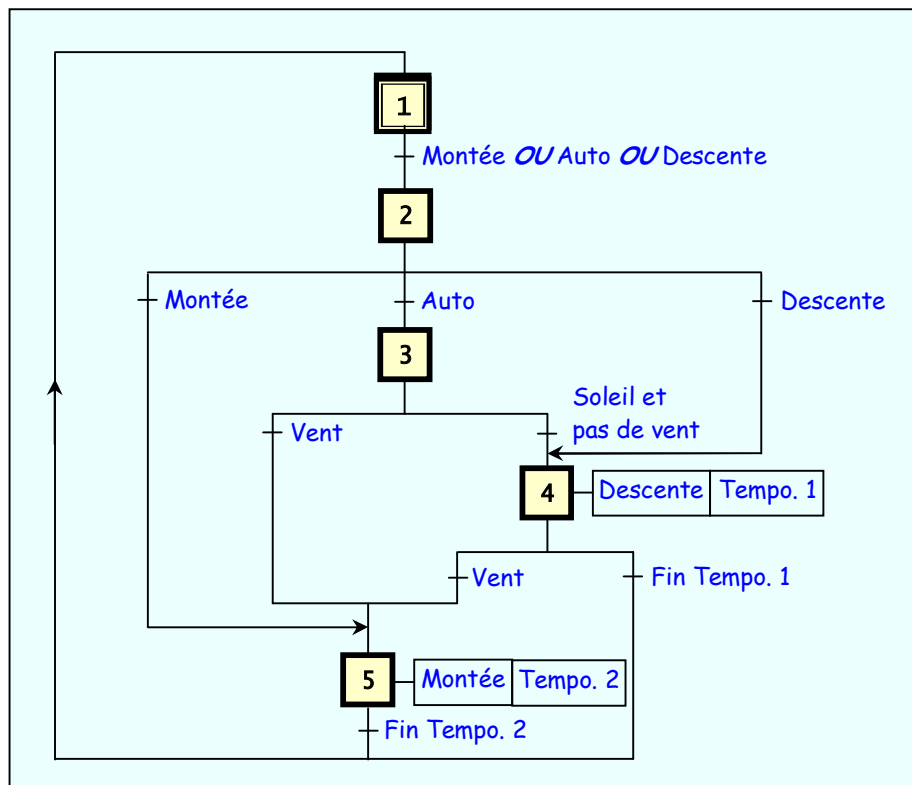 1
Montée OU Auto OU Descente
2
Montée
Auto
Descente
3
Vent
Soleil et
pas de vent
4
Descente
Tempo. 1
Vent
Fin Tempo. 1
5
Montée
Tempo. 2
Fin Tempo. 2